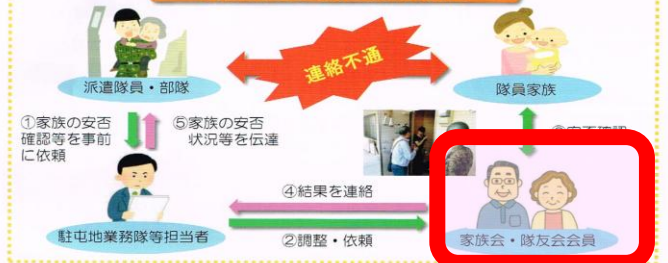 連絡不通
派遣隊員・部隊
隊員家族
①家族の安否
確認等を事前
に依頼
⑤家族の安否
状況等を伝達
④結果を連絡
②調整・依頼
駐屯地業務隊等担当者
家族会・隊友会会員